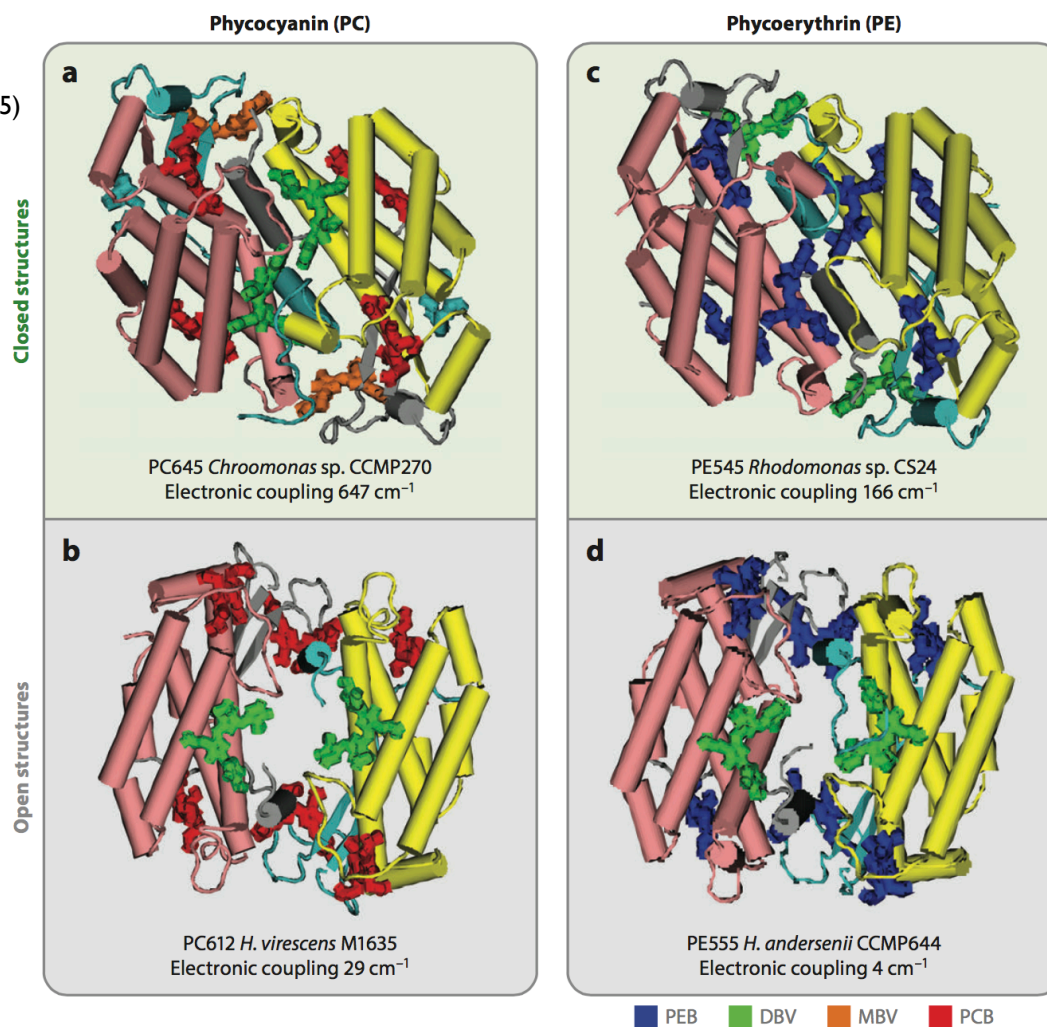 Phycocyanin (PC)
Phycoerythrin (PE)
5)
Closed structures
Open structures
a
PC645 Chroomonas sp. CCMP270
Electronic coupling 647 cm⁻¹
c
PE545 Rhodomonas sp. CS24
Electronic coupling 166 cm⁻¹
b
PC612 H. virescens M1635
Electronic coupling 29 cm⁻¹
d
PE555 H. andersenii CCMP644
Electronic coupling 4 cm⁻¹
PEB DBV MBV PCB